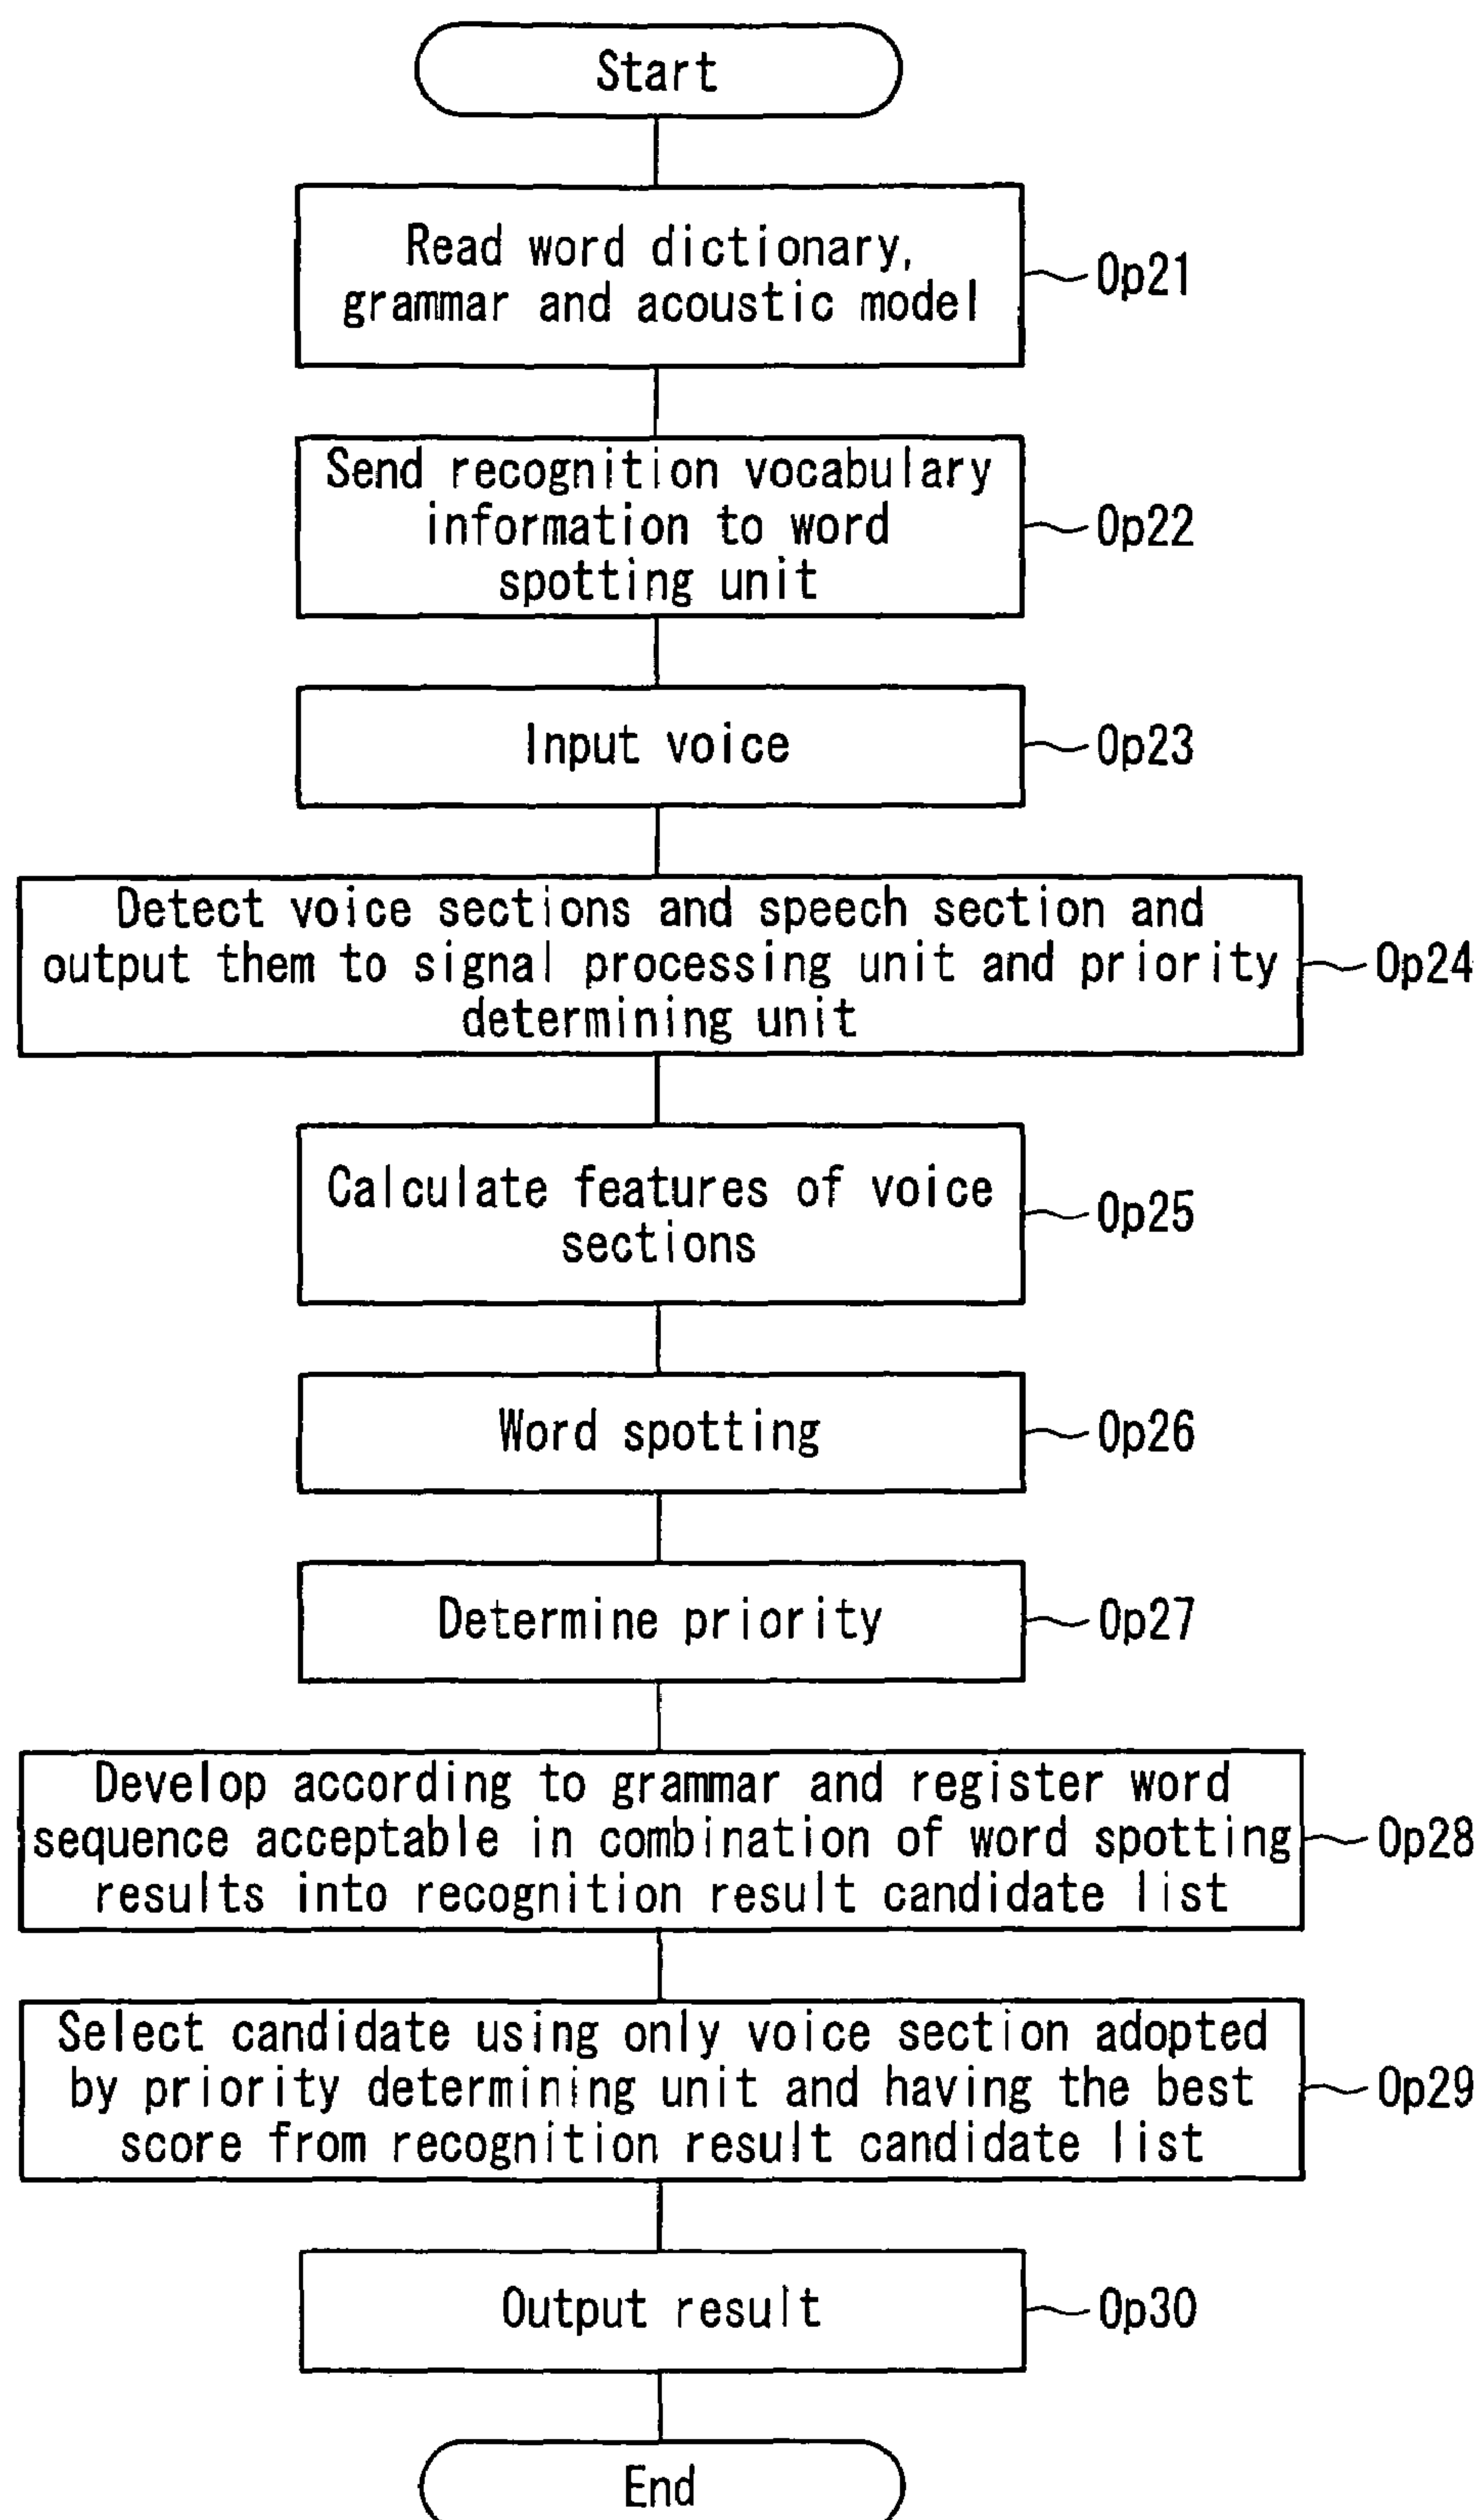 Start
Read word dictionary,
grammar and acoustic model
Op21
Send recognition vocabulary
information to word
spotting unit
Op22
Input voice
Op23
Detect voice sections and speech section and
output them to signal processing unit and priority
determining unit
Op24
Calculate features of voice
sections
Op25
Word spotting
Op26
Determine priority
Op27
Develop according to grammar and register word
sequence acceptable in combination of word spotting
results into recognition result candidate list
Op28
Select candidate using only voice section adopted
by priority determining unit and having the best
score from recognition result candidate list
Op29
Output result
Op30
End